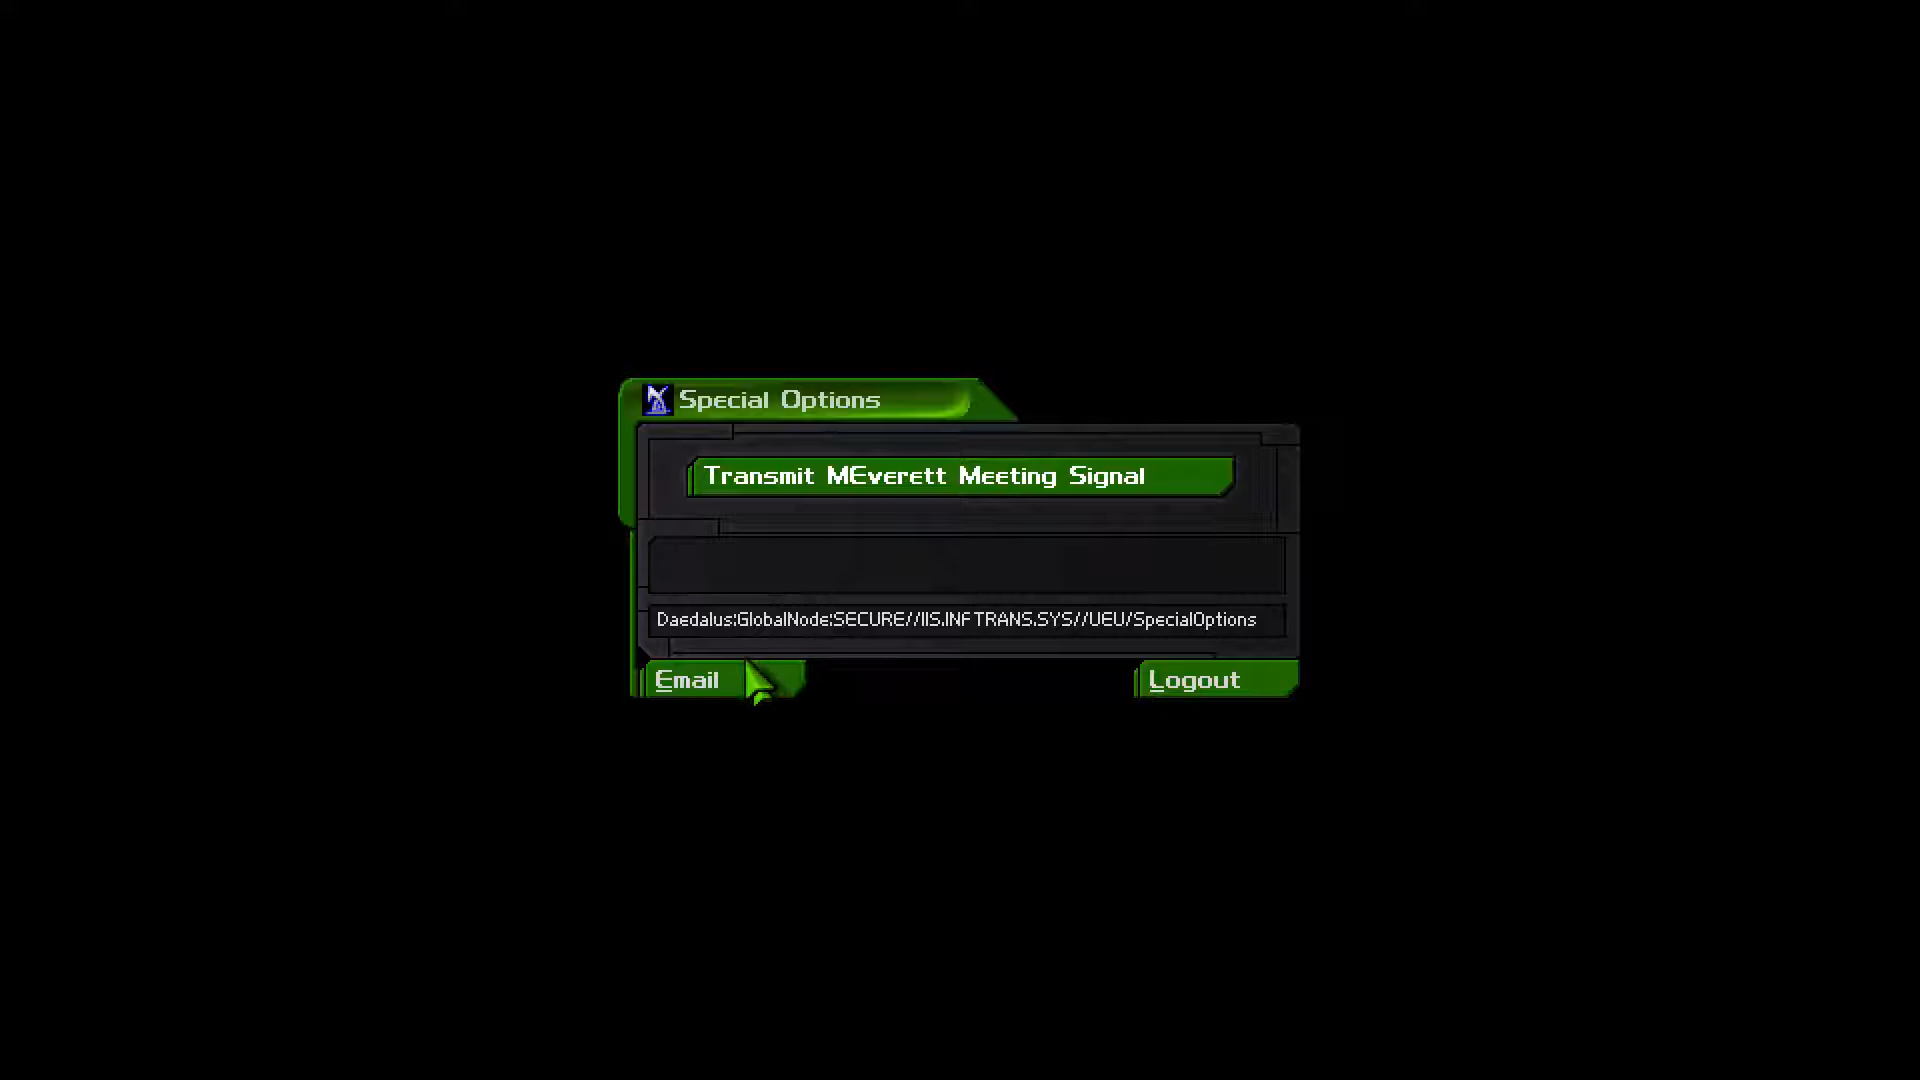 Special Options
Transmit MEverett Meeting Signal
Daedalus:GlobalNode:SECURE//IIS.INFTRANS.SYS//UEU/SpecialOptions
Email
Logout